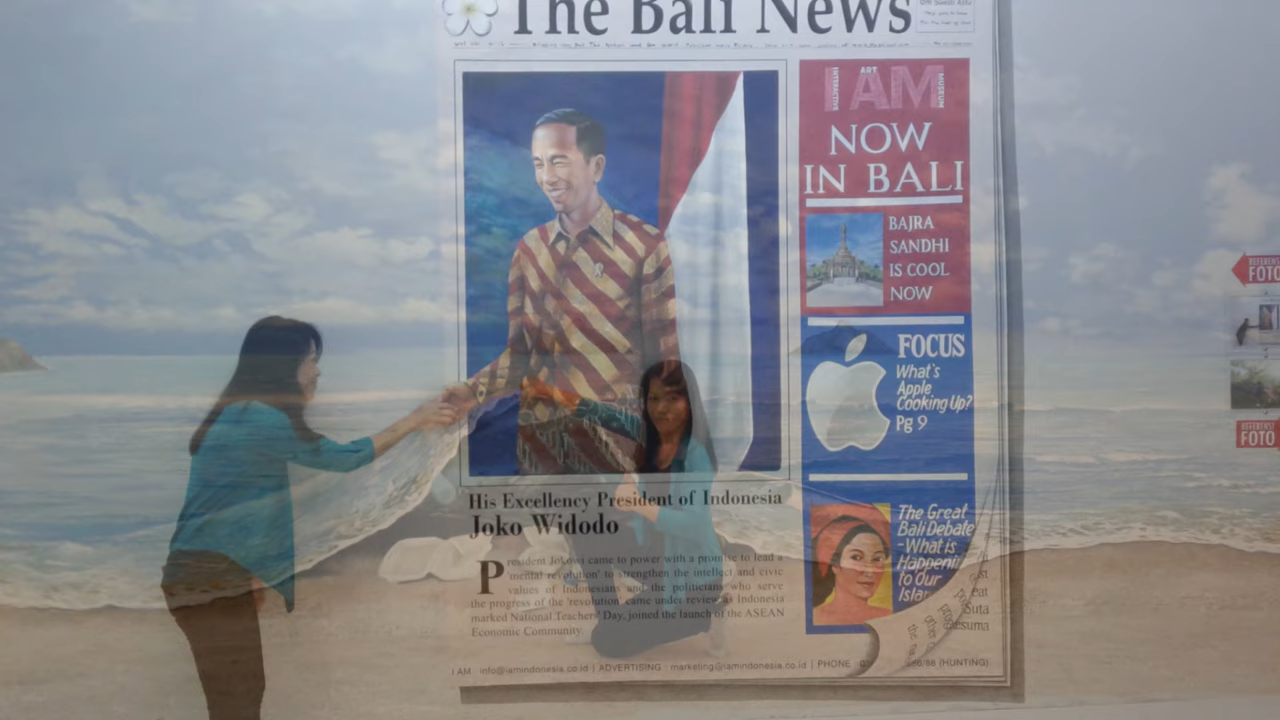 The Bali News
I AM
INTERACTIVE
ART
MUSEUM
NOW
IN BALI
BAJRA
SANDHI
IS COOL
NOW
FOCUS
What's
Apple
Cooking Up?
Pg 9
His Excellency President of Indonesia
Joko Widodo
President Jokowi came to power with a promise to lead a
'mental revolution' to strengthen the intellect and civic
values of Indonesians and the politicians who serve
the progress of the 'revolution' came under review as Indonesia
marked National Teachers' Day, joined the launch of the ASEAN
Economic Community.
The Great
Bali Debate
-What is
to Our
I AM info@iamindonesia.co.id | ADVERTISING : marketing@iamindonesia.co.id | PHONE (HUNTING)
FOTO
FOTO